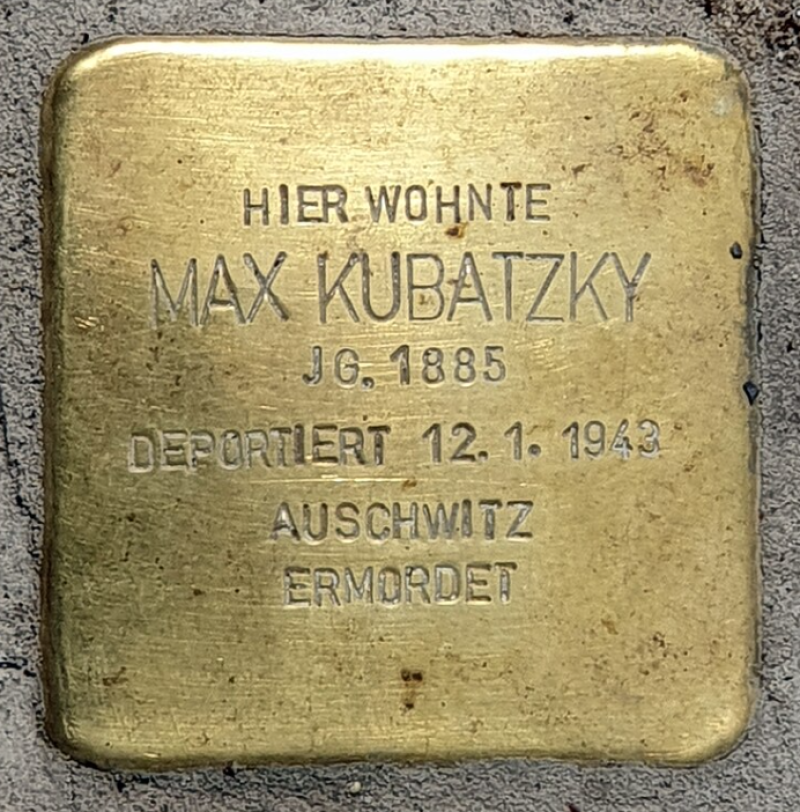 HIER WOHNTE
MAX KUBATZKY
JG. 1885
DEPORTIERT 12.1.1943
AUSCHWITZ
ERMORDET